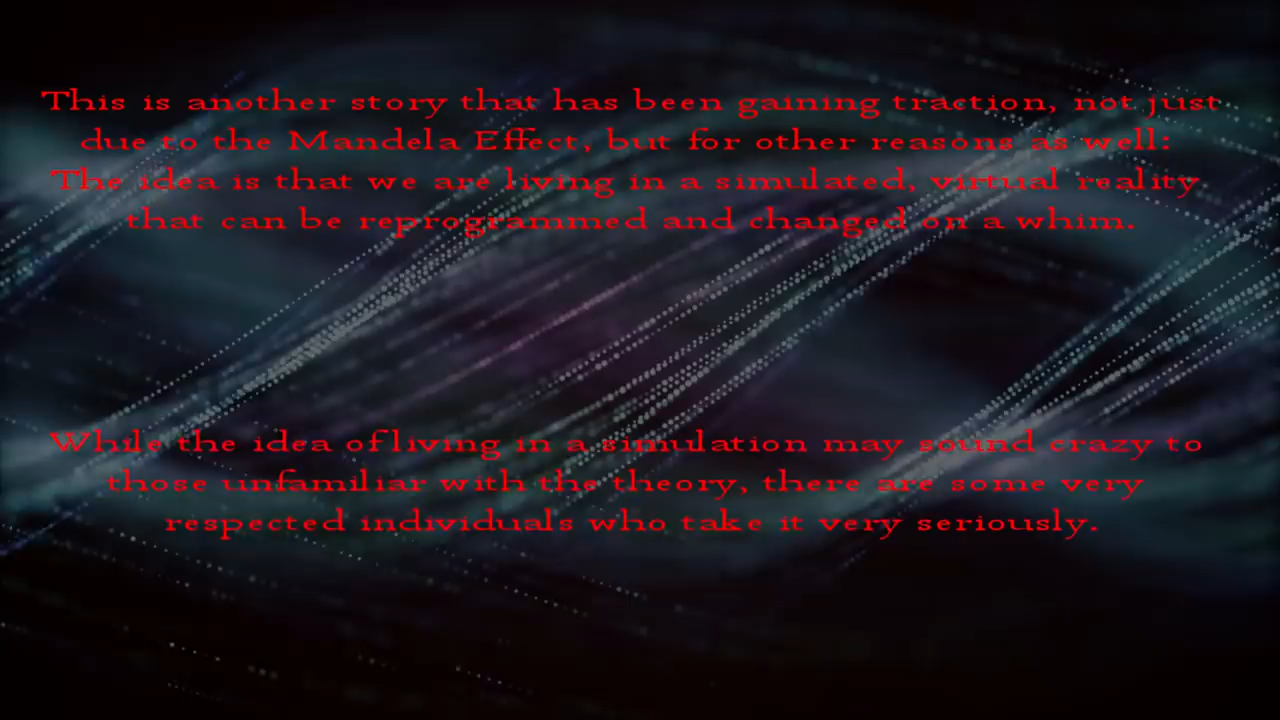 This is another story that has been gaining traction, not just
due to the Mandela Effect, but for other reasons as well:
The idea is that we are living in a simulated, virtual reality
that can be reprogrammed and changed on a whim.
While the idea of living in a simulation may sound crazy to
those unfamiliar with the theory, there are some very
respected individuals who take it very seriously.